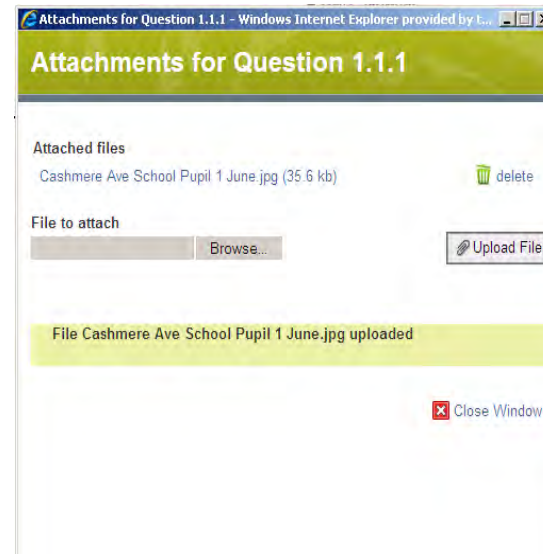 Attachments for Question 1.1.1 - Windows Internet Explorer provided by t...
Attachments for Question 1.1.1
Attached files
Cashmere Ave School Pupil 1 June.jpg (35.6 kb) delete
File to attach
Browse... Upload File
File Cashmere Ave School Pupil 1 June.jpg uploaded
Close Window